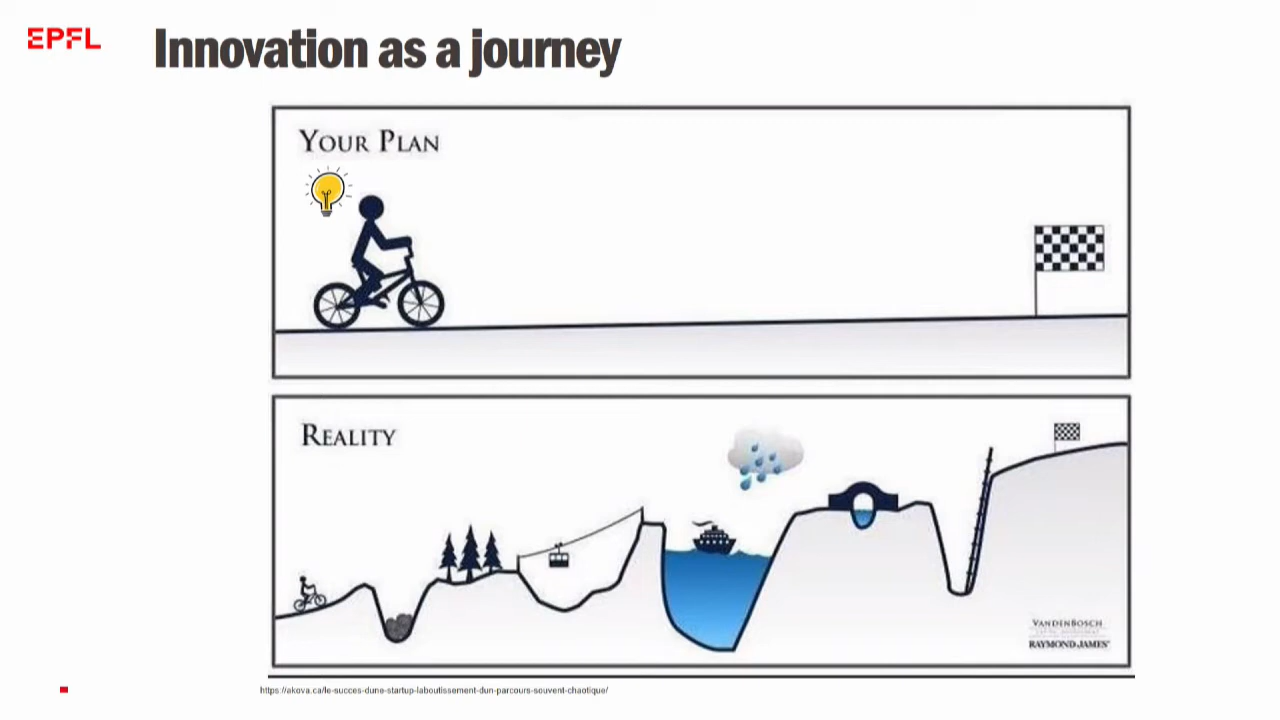 EPFL
Innovation as a journey
YOUR PLAN
REALITY
VANDENBOSCH
RAYMOND JAMES®
https://akova.ca/le-succes-dune-startup-laboutissement-dun-parcours-souvent-chaotique/